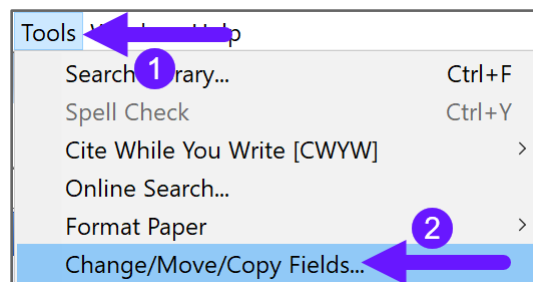 Tools
1
Search
Ctrl+F
Spell Check Ctrl+Y
Cite While You Write [CWYW] >
Online Search...
Format Paper >
2
Change/Move/Copy Fields...